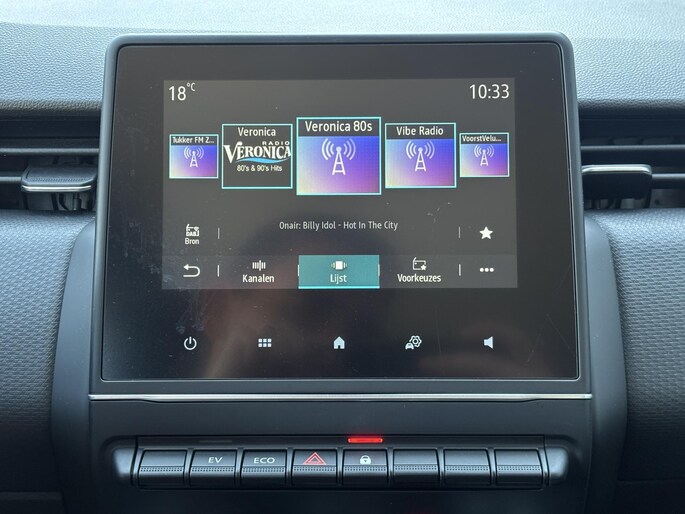 18°C
10:33
Tukker FM Z...
Veronica
RADIO
VERONICA
80's & 90's Hits
Veronica 80s
Vibe Radio
VoorstVelu...
Onair: Billy Idol - Hot In The City
DAB
Bron
Kanalen
Lijst
Voorkeuzes
EV
ECO